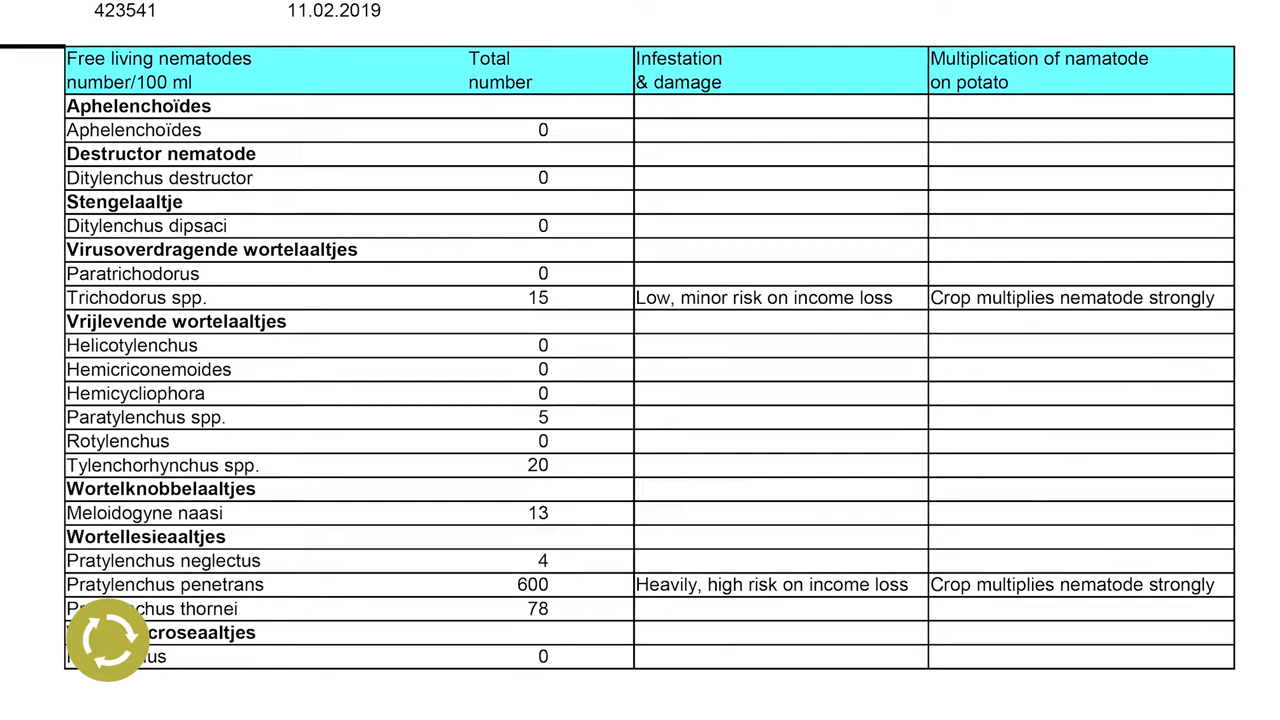 423541 11.02.2019
Free living nematodes Total Infestation Multiplication of namatode
number/100 ml number & damage on potato
Aphelenchoïdes
Aphelenchoïdes 0
Destructor nematode
Ditylenchus destructor 0
Stengelaaltje
Ditylenchus dipsaci 0
Virusoverdragende wortelaaltjes
Paratrichodorus 0
Trichodorus spp. 15 Low, minor risk on income loss Crop multiplies nematode strongly
Vrijlevende wortelaaltjes
Helicotylenchus 0
Hemicriconemoides 0
Hemicycliophora 0
Paratylenchus spp. 5
Rotylenchus 0
Tylenchorhynchus spp. 20
Wortelknobbelaaltjes
Meloidogyne naasi 13
Wortellesieaaltjes
Pratylenchus neglectus 4
Pratylenchus penetrans 600 Heavily, high risk on income loss Crop multiplies nematode strongly
thornei 78
0